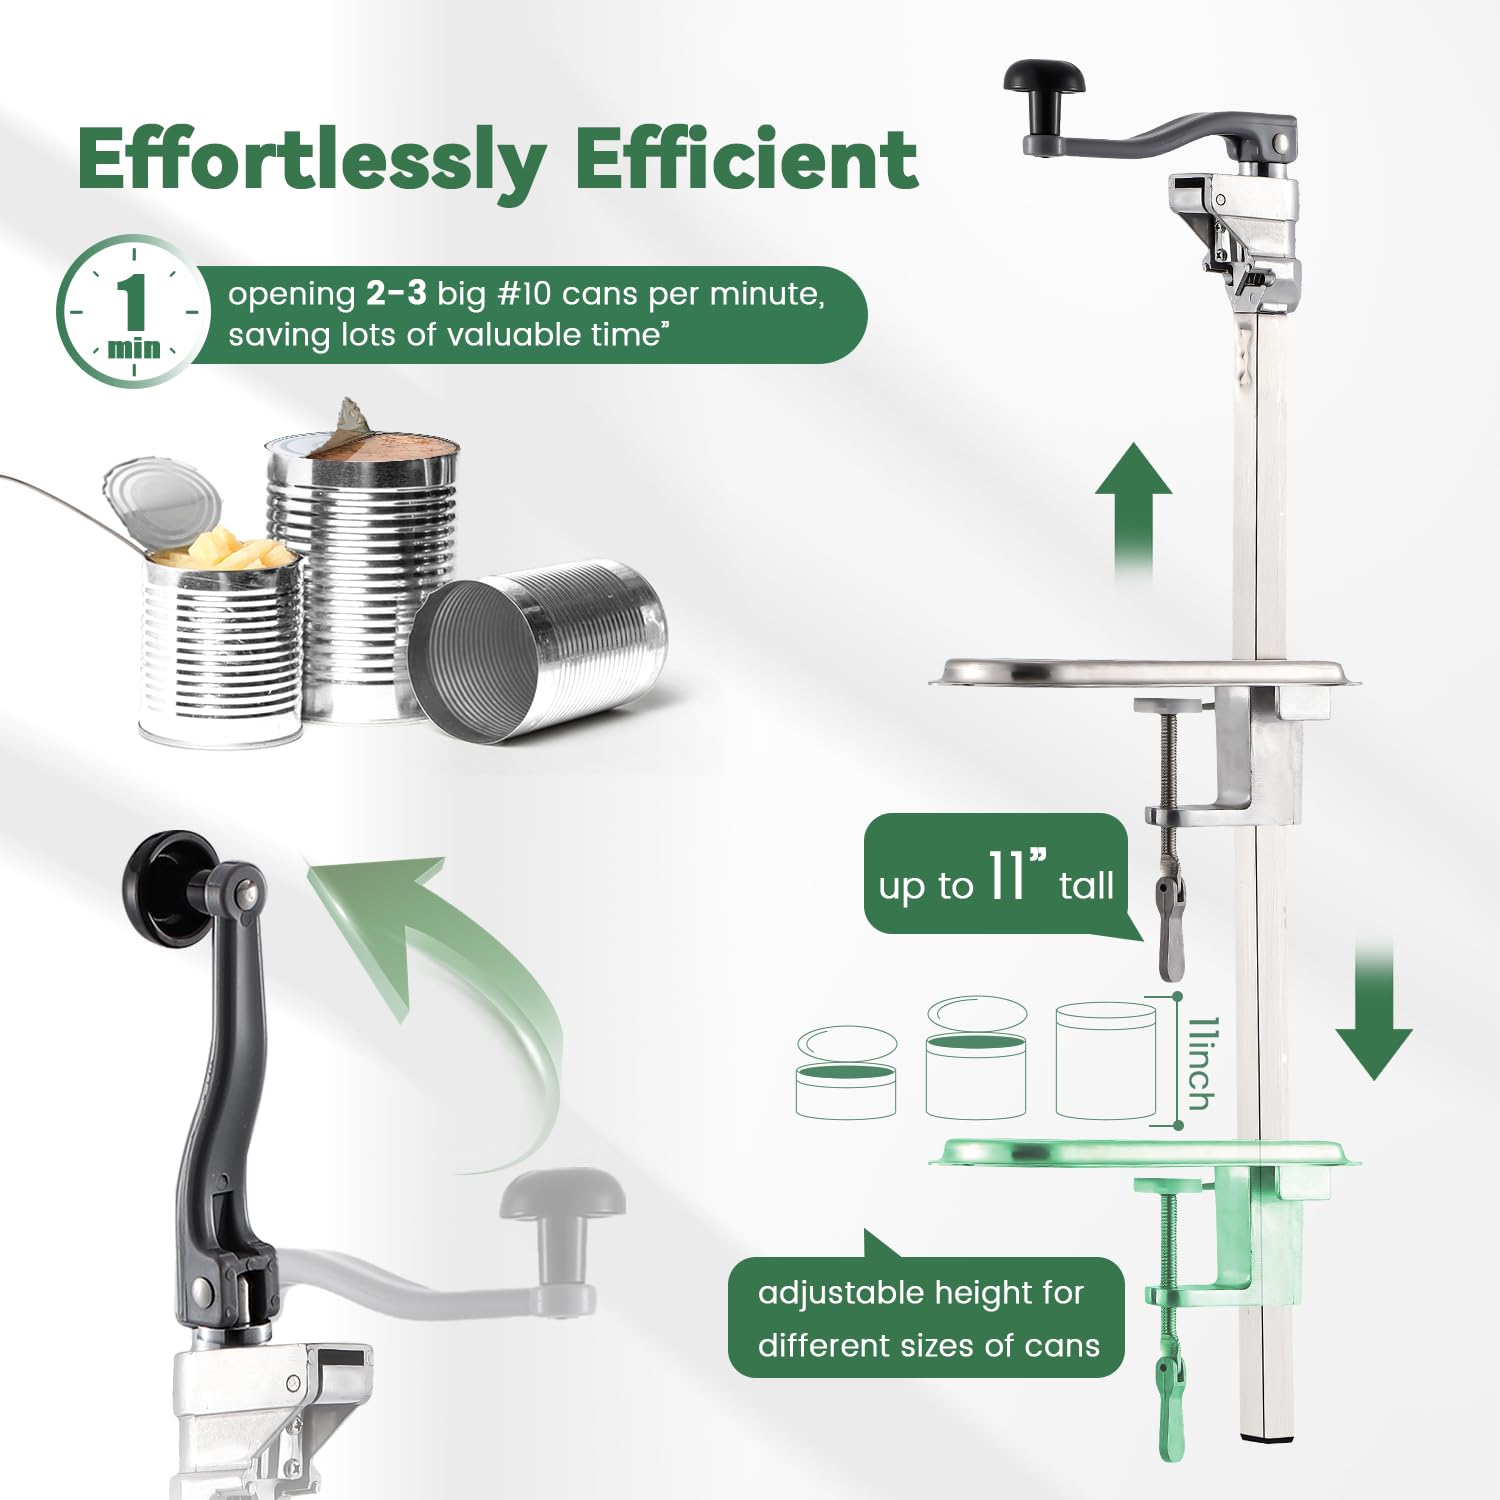 Effortlessly Efficient
1
min
opening 2-3 big #10 cans per minute,
saving lots of valuable time”
up to 11” tall
11inch
adjustable height for
different sizes of cans